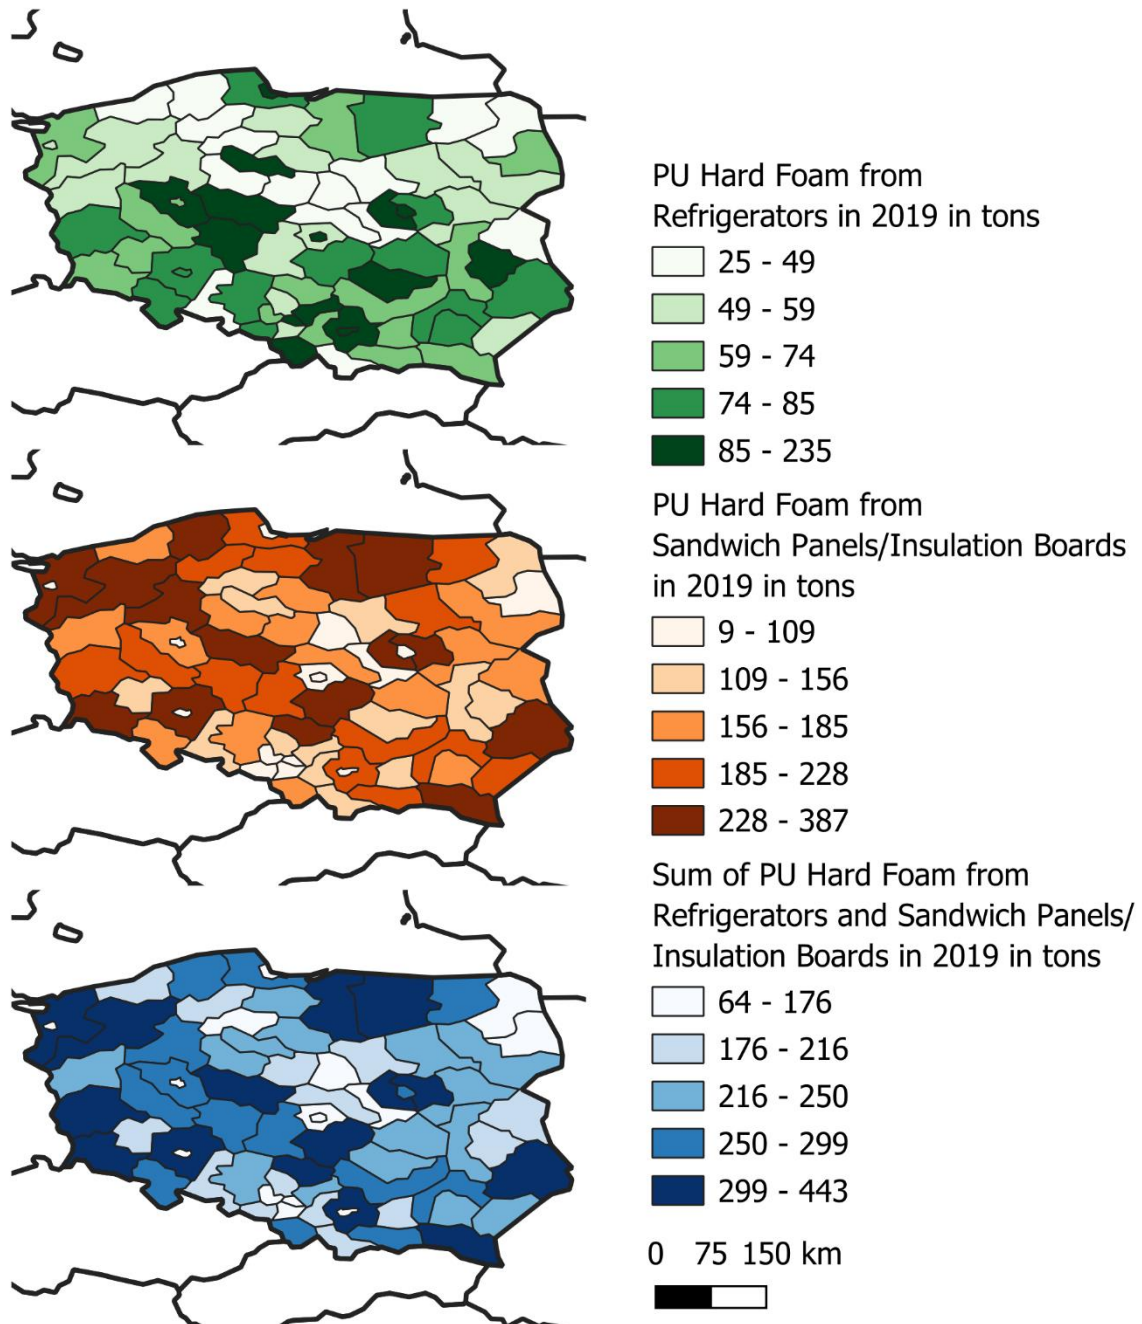 PU Hard Foam from
Refrigerators in 2019 in tons
25 - 49
49 - 59
59 - 74
74 - 85
85 - 235
PU Hard Foam from
Sandwich Panels/Insulation Boards
in 2019 in tons
9 - 109
109 - 156
156 - 185
185 - 228
228 - 387
Sum of PU Hard Foam from
Refrigerators and Sandwich Panels/
Insulation Boards in 2019 in tons
64 - 176
176 - 216
216 - 250
250 - 299
299 - 443
0 75 150 km